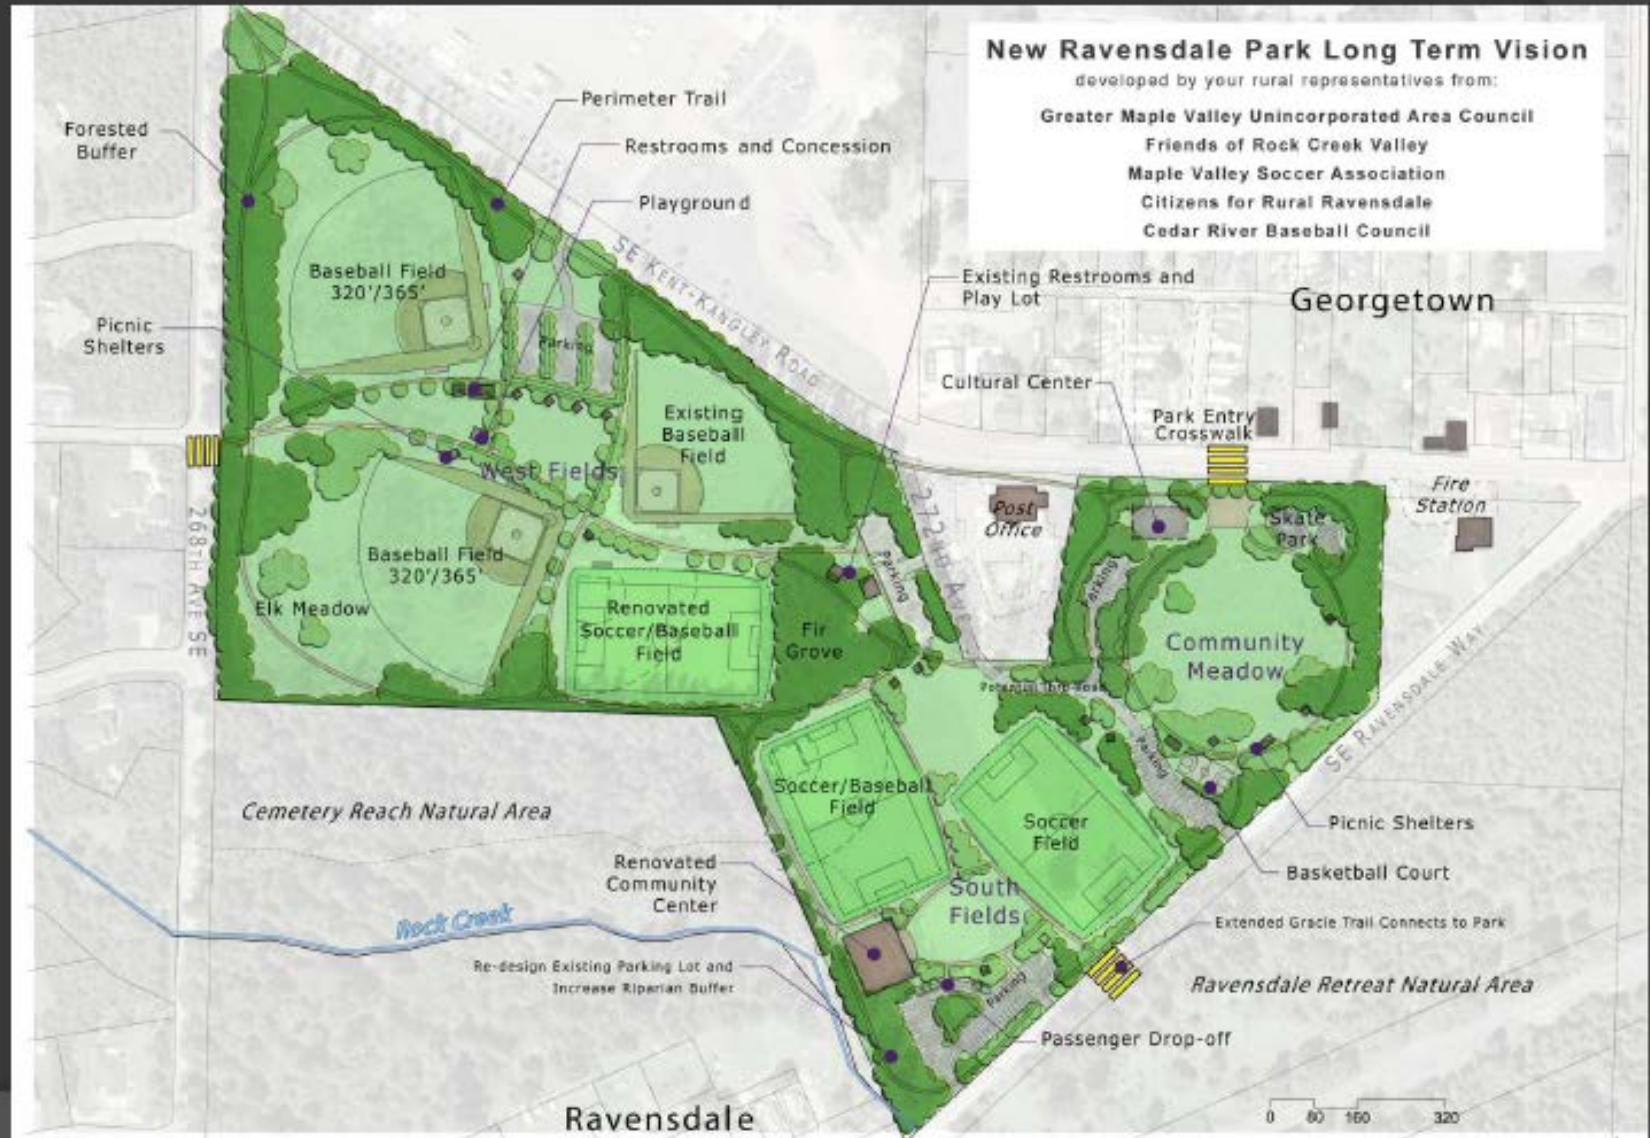 New Ravensdale Park Long Term Vision
developed by your rural representatives from:
Greater Maple Valley Unincorporated Area Council
Friends of Rock Creek Valley
Maple Valley Soccer Association
Citizens for Rural Ravensdale
Cedar River Baseball Council
Perimeter Trail
Forested
Buffer
Restrooms and Concession
Playground
SE KENT-KANGLEY ROAD
Baseball Field
320'/365'
Existing Restrooms and
Play Lot
Georgetown
Picnic
Shelters
Parking
Cultural Center
Park Entry
Crosswalk
Existing
Baseball
Field
West Fields
Fire
Station
Post
Office
Skate
Park
268TH AVE SE
272ND AVE
Baseball Field
320'/365'
Parking
Parking
Elk Meadow
Renovated
Soccer/Baseball
Field
Fir
Grove
Community
Meadow
SE RAVENSDALE WAY
Parking
Soccer/Baseball
Field
Soccer
Field
Cemetery Reach Natural Area
Picnic Shelters
Renovated
Community
Center
Basketball Court
South
Fields
Rock Creek
Extended Gracie Trail Connects to Park
Re-design Existing Parking Lot and
Increase Riparian Buffer
Parking
Ravensdale Retreat Natural Area
Passenger Drop-off
Ravensdale
0 80 160 320